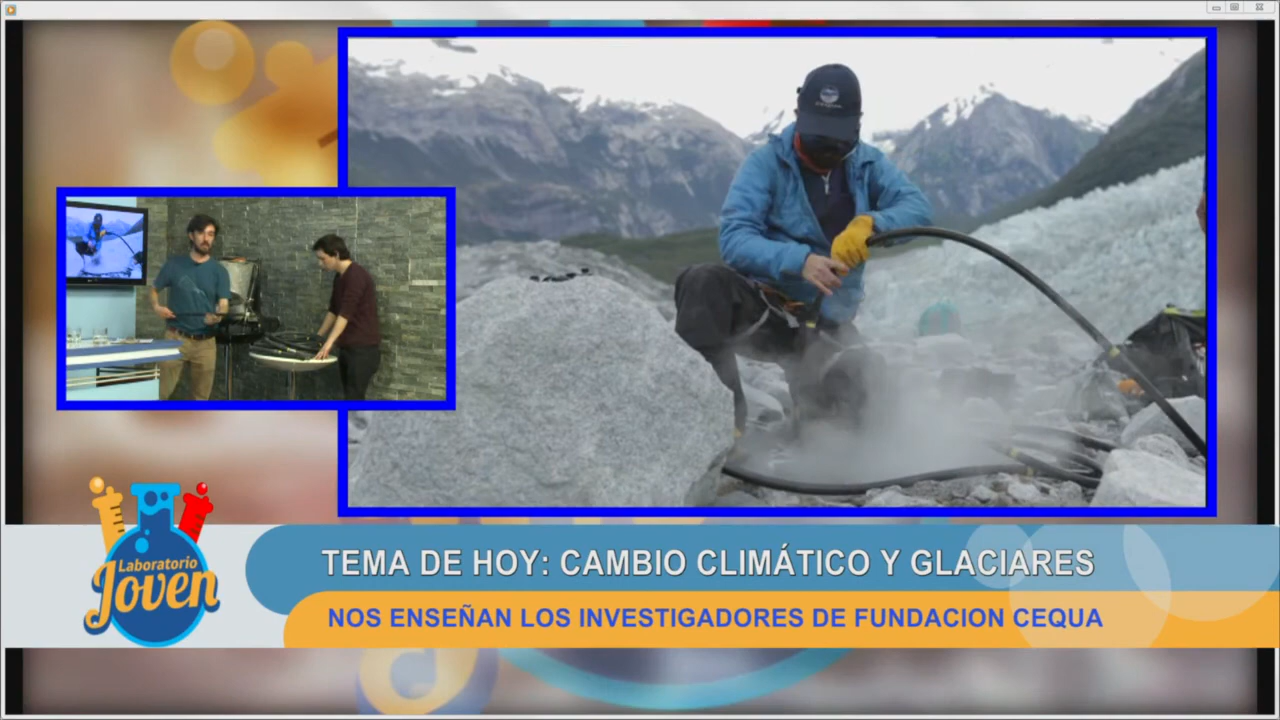 Laboratorio
Joven
TEMA DE HOY: CAMBIO CLIMÁTICO Y GLACIARES
NOS ENSEÑAN LOS INVESTIGADORES DE FUNDACION CEQUA